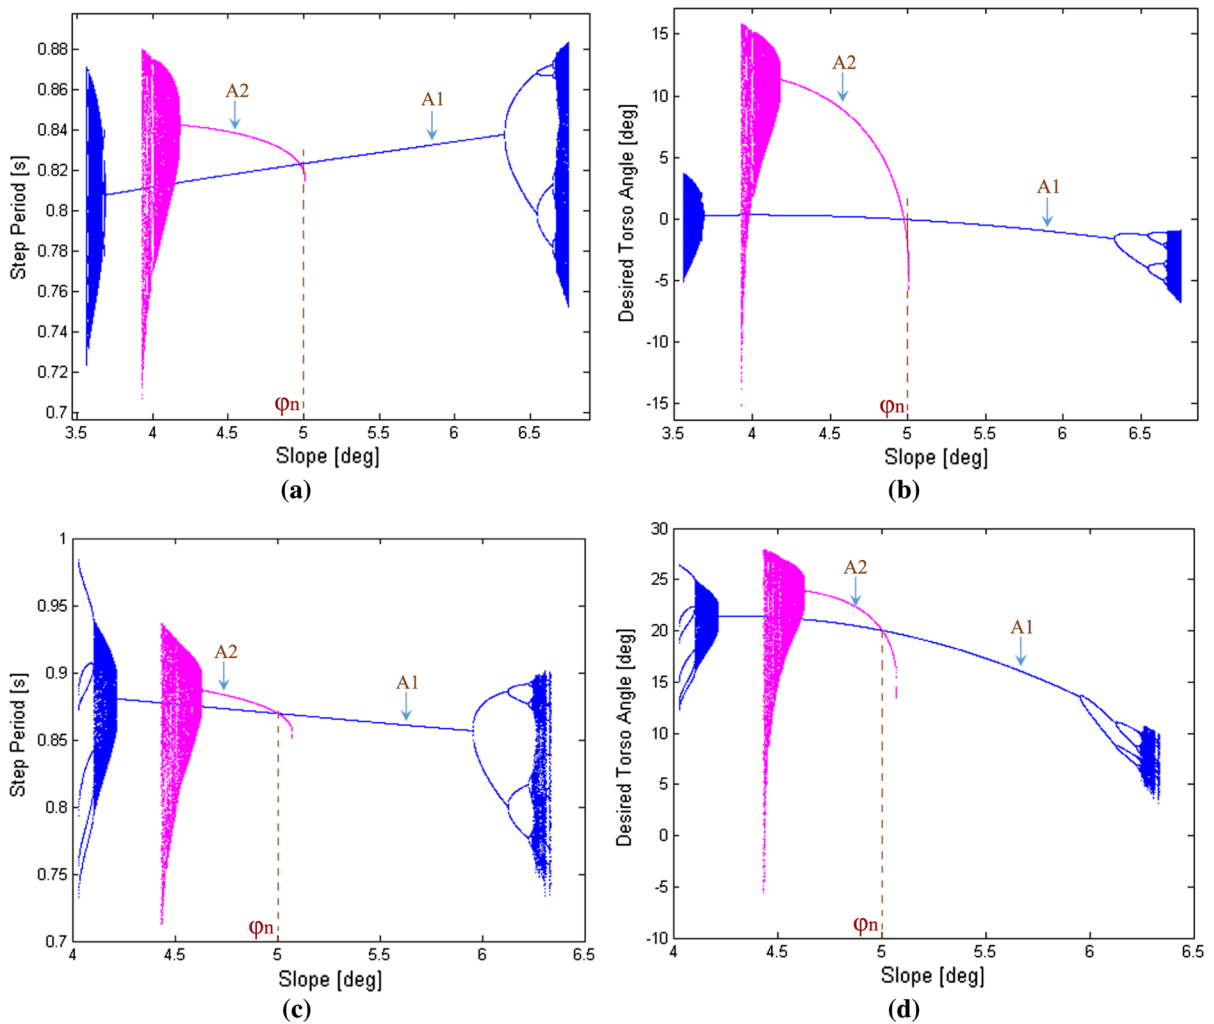 0.88
0.86
0.84
0.82
0.8
0.78
0.76
0.74
0.72
0.7
Step Period [s]
A2
A1
φn
3.5 4 4.5 5 5.5 6 6.5
Slope [deg]
(a)
15
10
5
0
-5
-10
-15
Desired Torso Angle [deg]
A2
A1
φn
3.5 4 4.5 5 5.5 6 6.5
Slope [deg]
(b)
1
0.95
0.9
0.85
0.8
0.75
0.7
Step Period [s]
A2
A1
φn
4 4.5 5 5.5 6 6.5
Slope [deg]
(c)
30
25
20
15
10
5
0
-5
-10
Desired Torso Angle [deg]
A2
A1
φn
4 4.5 5 5.5 6 6.5
Slope [deg]
(d)